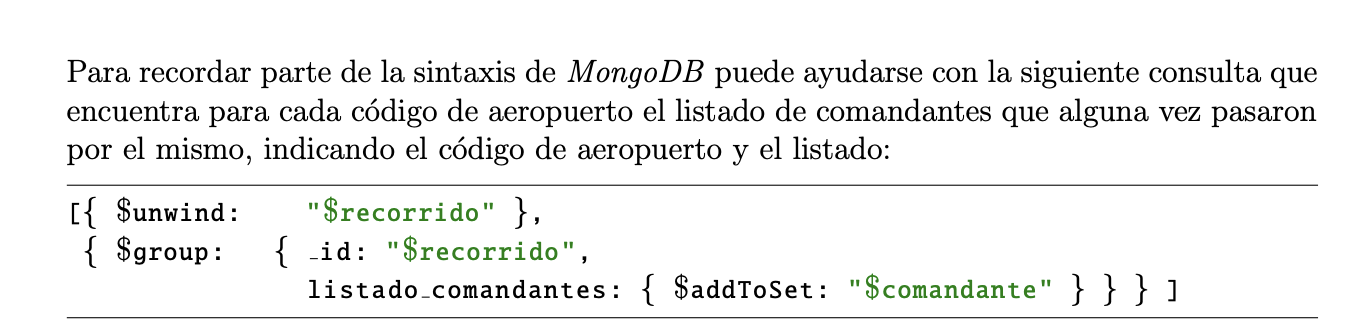 Para recordar parte de la sintaxis de MongoDB puede ayudarse con la siguiente consulta que
encuentra para cada código de aeropuerto el listado de comandantes que alguna vez pasaron
por el mismo, indicando el código de aeropuerto y el listado:
[{ $unwind: "$recorrido" },
{ $group: { _id: "$recorrido",
listado_comandantes: { $addToSet: "$comandante" } } } ]